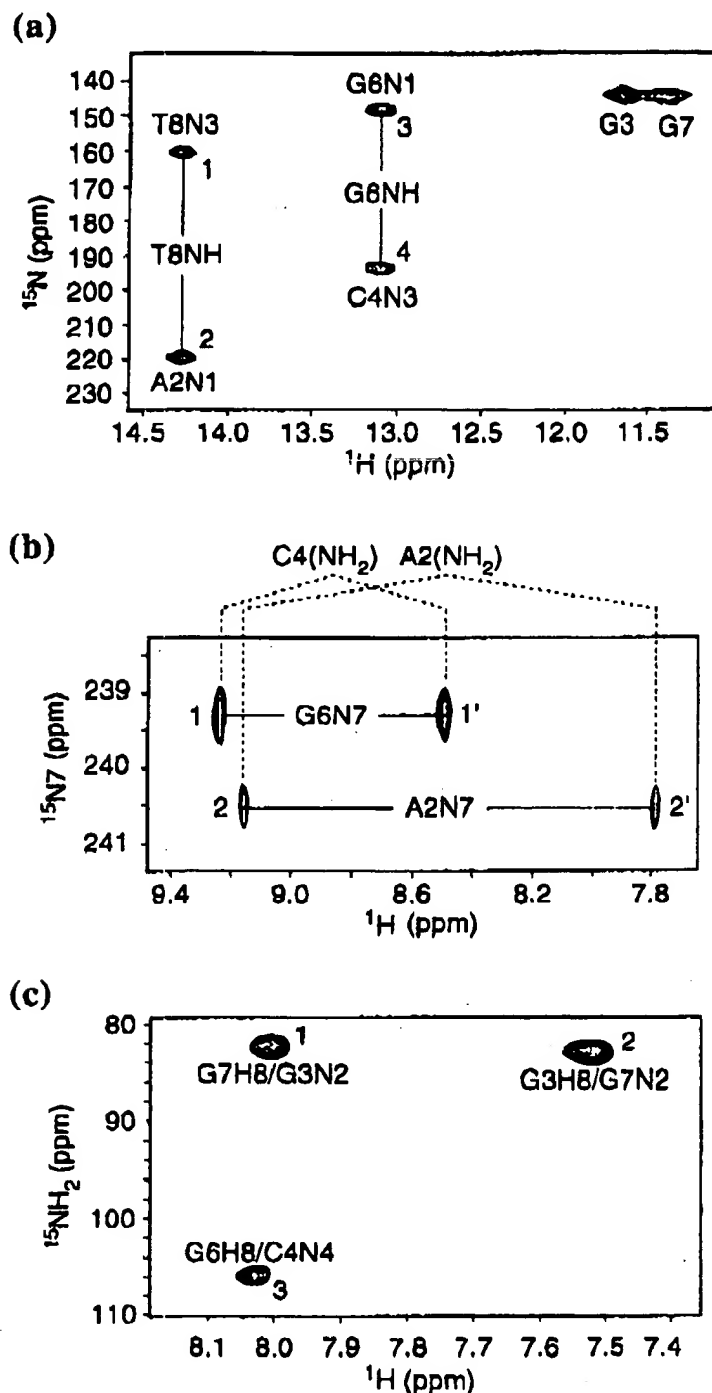 (a)
140
150
160
170
180
190
200
210
220
230
¹⁵N (ppm)
T8N3
1
T8NH
2
A2N1
G6N1
3
G6NH
4
C4N3
G3 G7
14.5 14.0 13.5 13.0 12.5 12.0 11.5
¹H (ppm)
(b)
C4(NH₂) A2(NH₂)
239
240
241
¹⁵N7 (ppm)
1 G6N7 1'
2 A2N7 2'
9.4 9.0 8.6 8.2 7.8
¹H (ppm)
(c)
80
90
100
110
¹⁵NH₂ (ppm)
1
G7H8/G3N2
2
G3H8/G7N2
G6H8/C4N4
3
8.1 8.0 7.9 7.8 7.7 7.6 7.5 7.4
¹H (ppm)